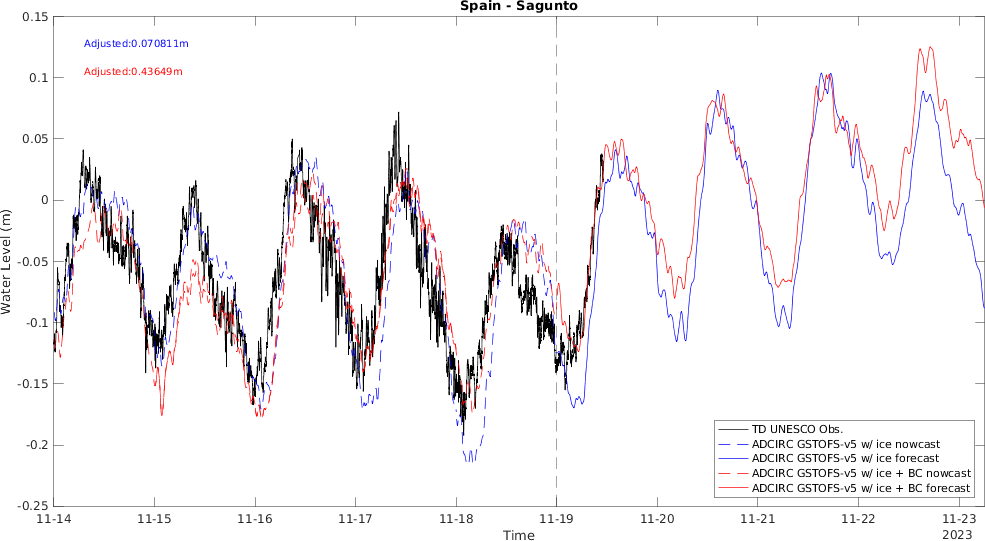 Spain - Sagunto
Adjusted:0.070811m
Adjusted:0.43649m
Water Level (m)
0.15
0.1
0.05
0
-0.05
-0.1
-0.15
-0.2
-0.25
TD UNESCO Obs.
ADCIRC GSTOFS-v5 w/ ice nowcast
ADCIRC GSTOFS-v5 w/ ice forecast
ADCIRC GSTOFS-v5 w/ ice + BC nowcast
ADCIRC GSTOFS-v5 w/ ice + BC forecast
11-14 11-15 11-16 11-17 11-18 11-19 11-20 11-21 11-22 11-23
2023
Time